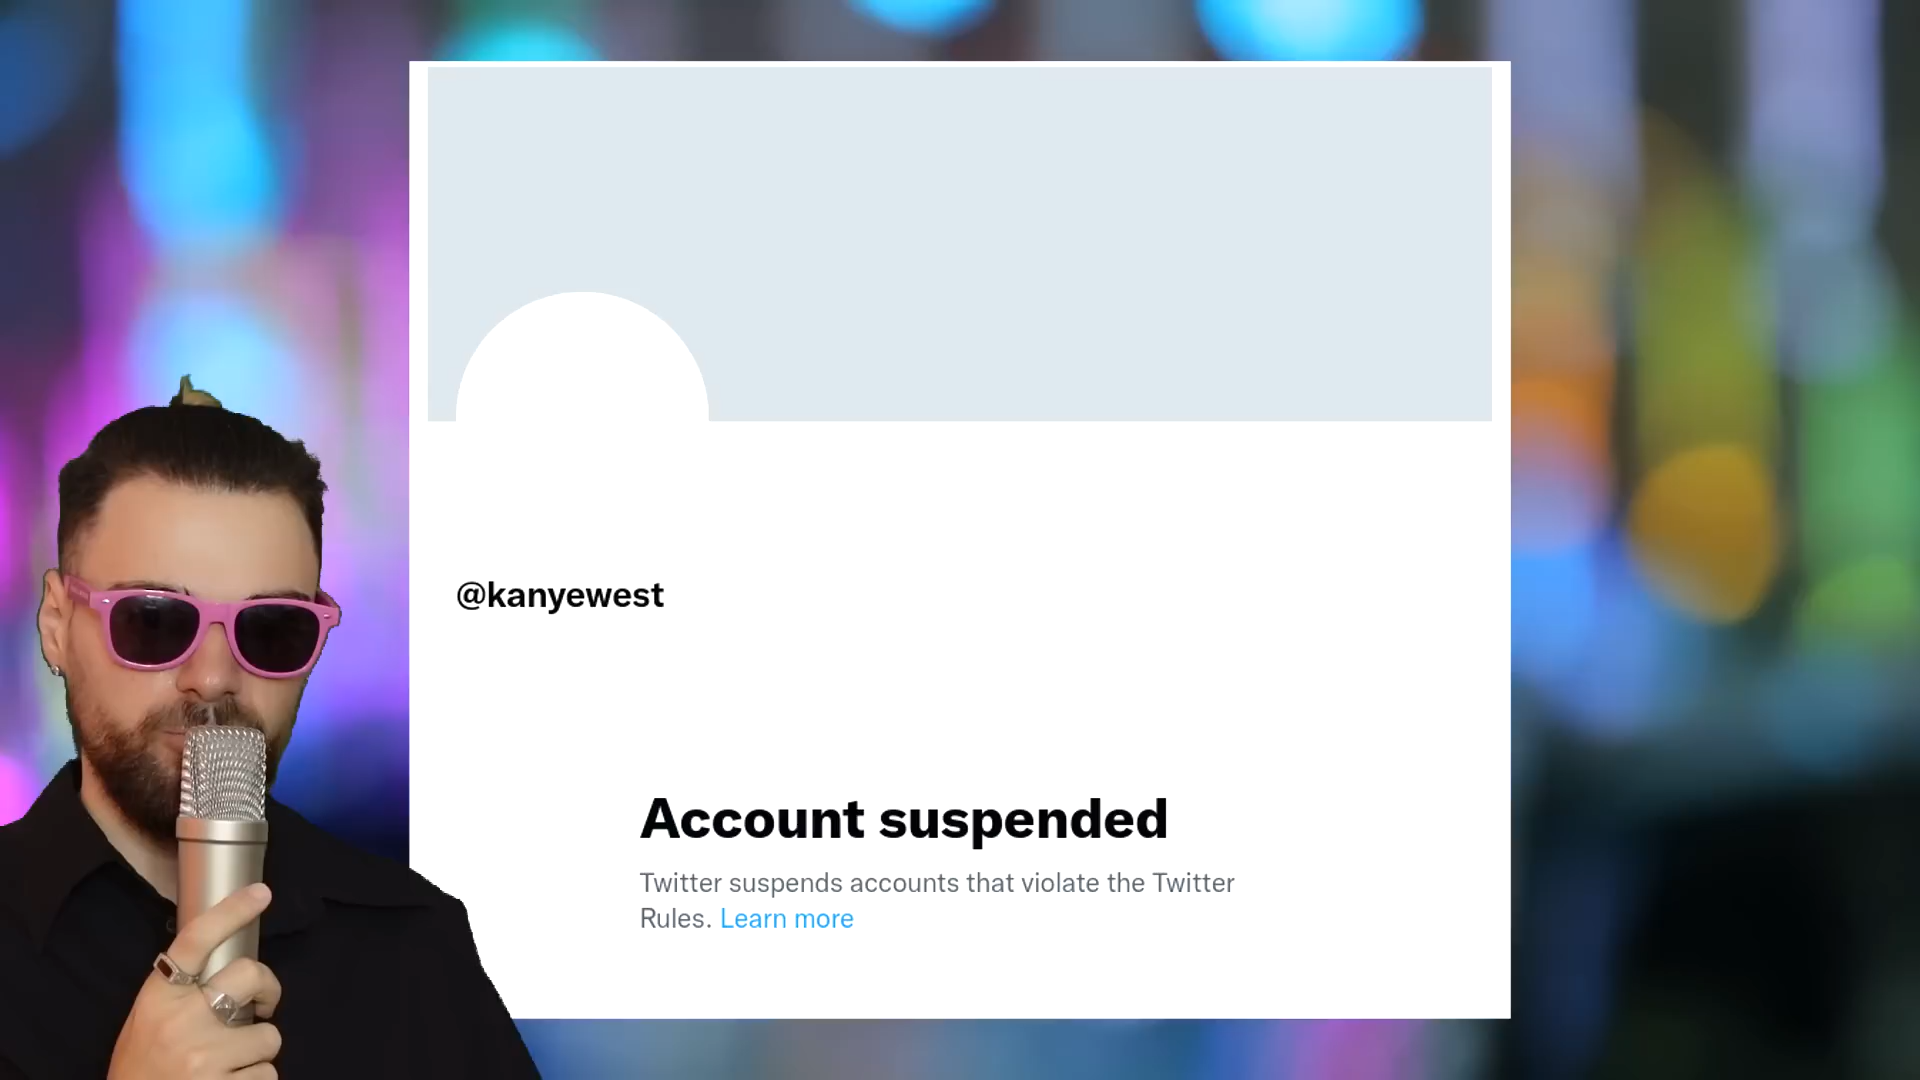 @kanyewest
Account suspended
Twitter suspends accounts that violate the Twitter
Rules. Learn more